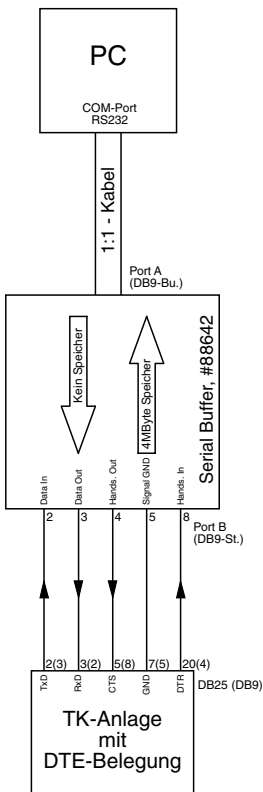 PC
COM-Port
RS232
1:1 - Kabel
Port A
(DB9-Bu.)
Kein Speicher
4MByte Speicher
Serial Buffer, #88642
Data In
Data Out
Hands. Out
Signal GND
Hands. In
2 3 4 5 8
Port B
(DB9-St.)
2(3) 3(2) 5(8) 7(5) 20(4)
TxD
RxD
CTS
GND
DTR
DB25 (DB9)
TK-Anlage
mit
DTE-Belegung